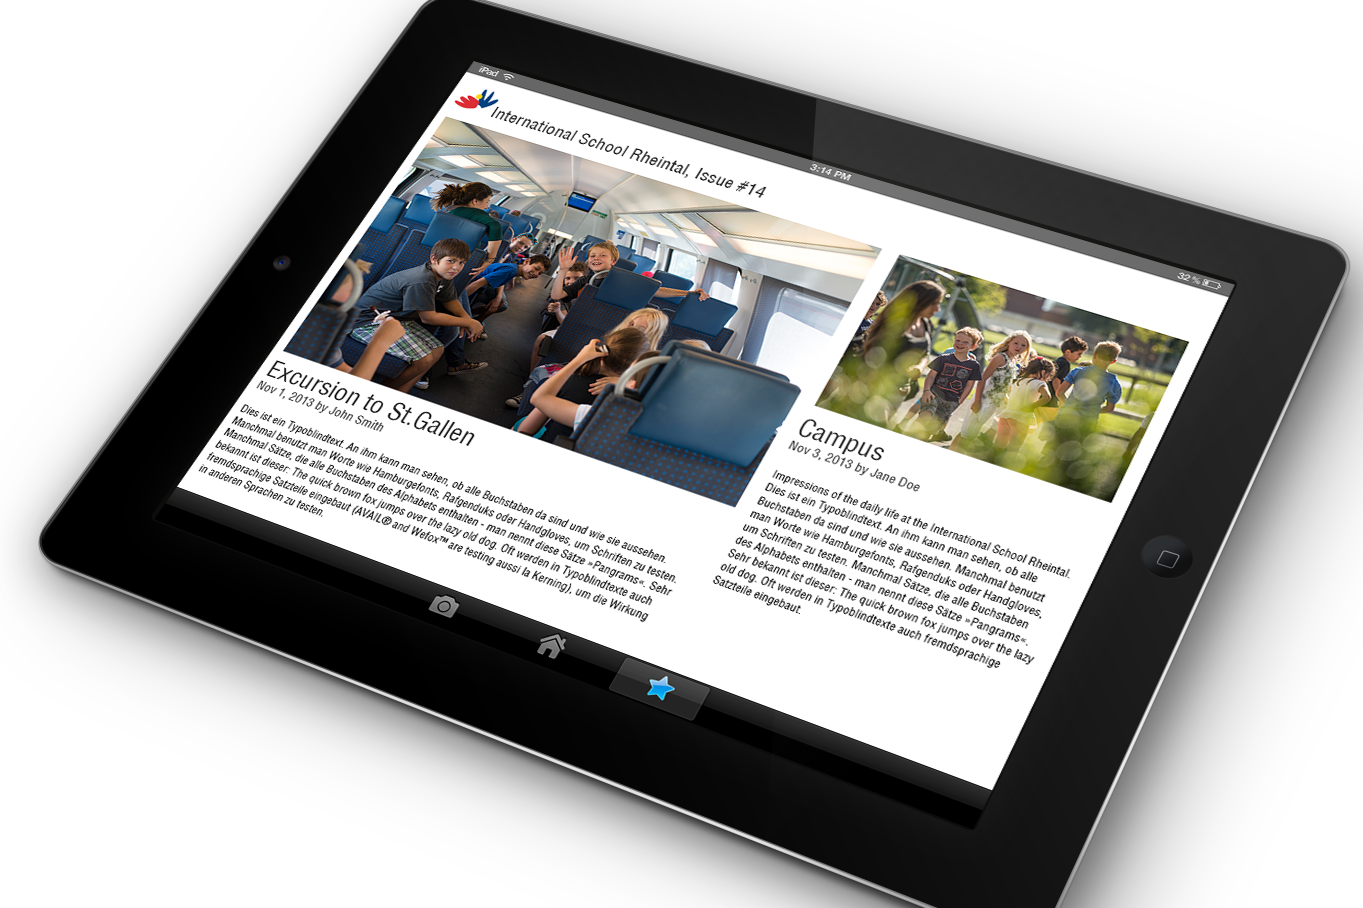 iPad
3:14 PM
32 %
International School Rheintal, Issue #14
Excursion to St.Gallen
Nov 1, 2013 by John Smith
Dies ist ein Typoblindtext. An ihm kann man sehen, ob alle Buchstaben da sind und wie sie aussehen.
Manchmal benutzt man Worte wie Hamburgefonts, Rafgenduks oder Handgloves, um Schriften zu testen.
Manchmal Sätze, die alle Buchstaben des Alphabets enthalten - man nennt diese Sätze »Pangrams«. Sehr
bekannt ist dieser: The quick brown fox jumps over the lazy old dog. Oft werden in Typoblindtexte auch
fremdsprachige Satzteile eingebaut (AVAIL® and Wefox™ are testing aussi la Kerning), um die Wirkung
in anderen Sprachen zu testen.
Campus
Nov 3, 2013 by Jane Doe
Impressions of the daily life at the International School Rheintal.
Dies ist ein Typoblindtext. An ihm kann man sehen, ob alle
Buchstaben da sind und wie sie aussehen. Manchmal benutzt
man Worte wie Hamburgefonts, Rafgenduks oder Handgloves,
um Schriften zu testen. Manchmal Sätze, die alle Buchstaben
des Alphabets enthalten - man nennt diese Sätze »Pangrams«.
Sehr bekannt ist dieser: The quick brown fox jumps over the lazy
old dog. Oft werden in Typoblindtexte auch fremdsprachige
Satzteile eingebaut.